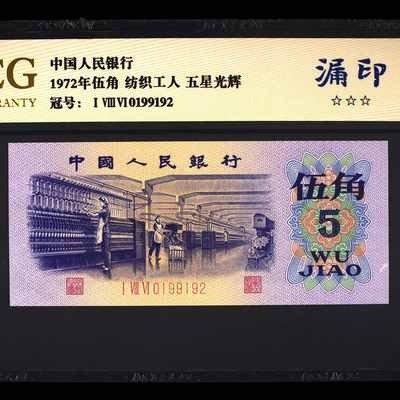 EG
RANTY
中国人民银行
1972年伍角 纺织工人 五星光辉
冠号: I VIII VI 0199192
漏印
☆☆☆
中國人民銀行
伍角
5
WU
JIAO
I VIII VI 0199192